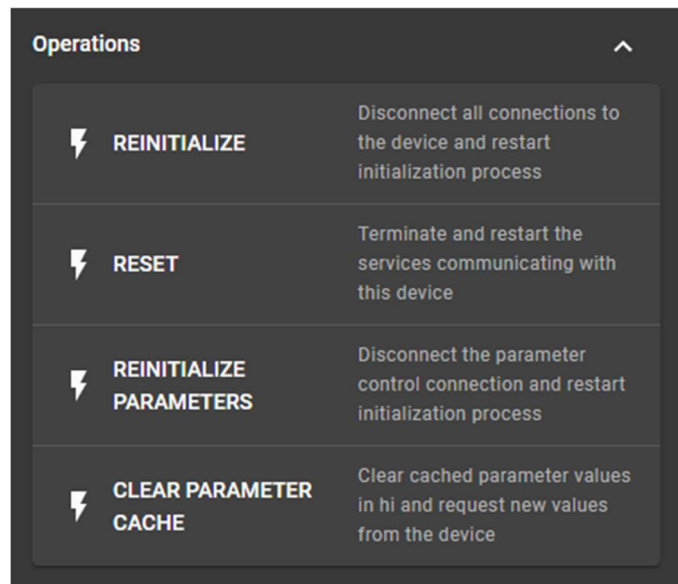 Operations
REINITIALIZE
Disconnect all connections to
the device and restart
initialization process
RESET
Terminate and restart the
services communicating with
this device
REINITIALIZE
PARAMETERS
Disconnect the parameter
control connection and restart
initialization process
CLEAR PARAMETER
CACHE
Clear cached parameter values
in hi and request new values
from the device